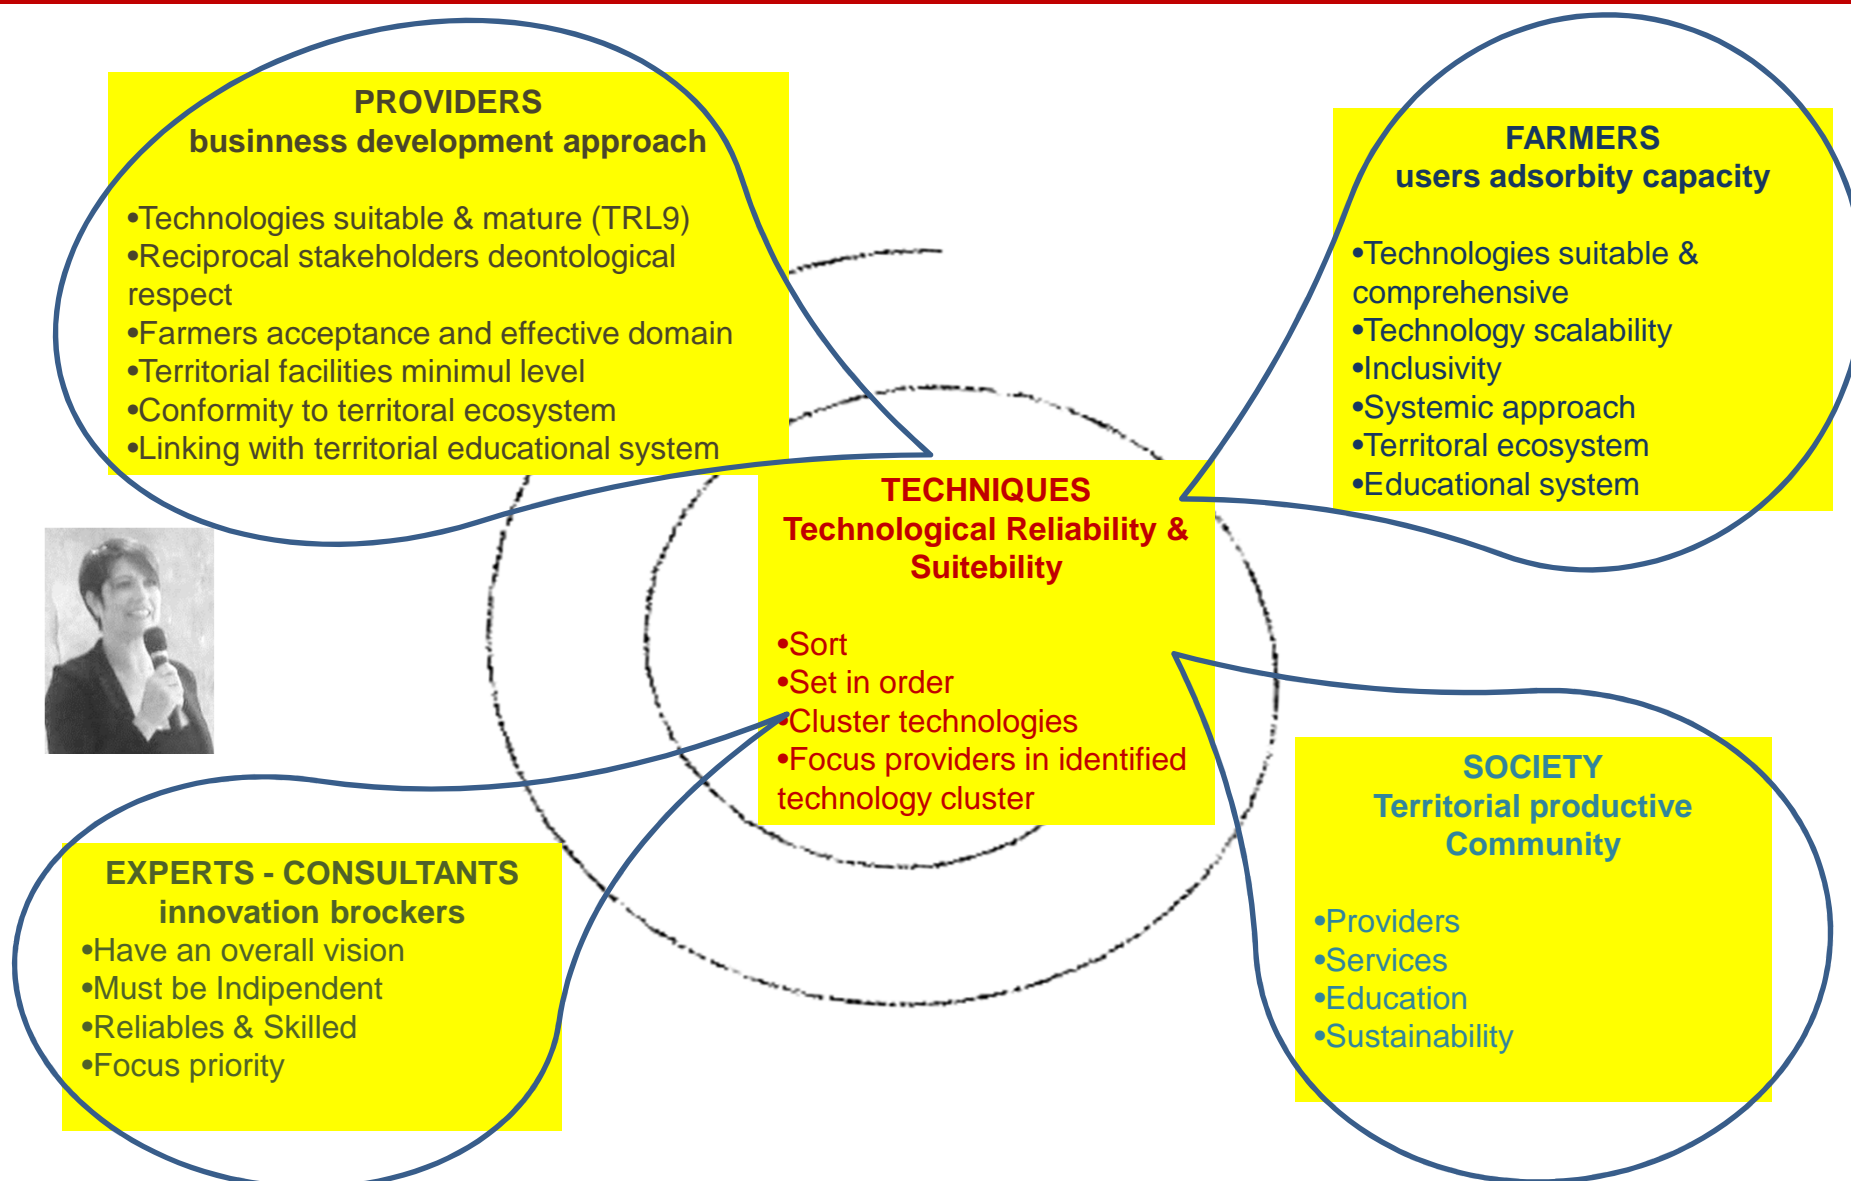 PROVIDERS
businness development approach
•Technologies suitable & mature (TRL9)
•Reciprocal stakeholders deontological
respect
•Farmers acceptance and effective domain
•Territorial facilities minimul level
•Conformity to territoral ecosystem
•Linking with territorial educational system
FARMERS
users adsorbity capacity
•Technologies suitable &
comprehensive
•Technology scalability
•Inclusivity
•Systemic approach
•Territoral ecosystem
•Educational system
TECHNIQUES
Technological Reliability &
Suitebility
•Sort
•Set in order
•Cluster technologies
•Focus providers in identified
technology cluster
EXPERTS - CONSULTANTS
innovation brockers
•Have an overall vision
•Must be Indipendent
•Reliables & Skilled
•Focus priority
SOCIETY
Territorial productive
Community
•Providers
•Services
•Education
•Sustainability